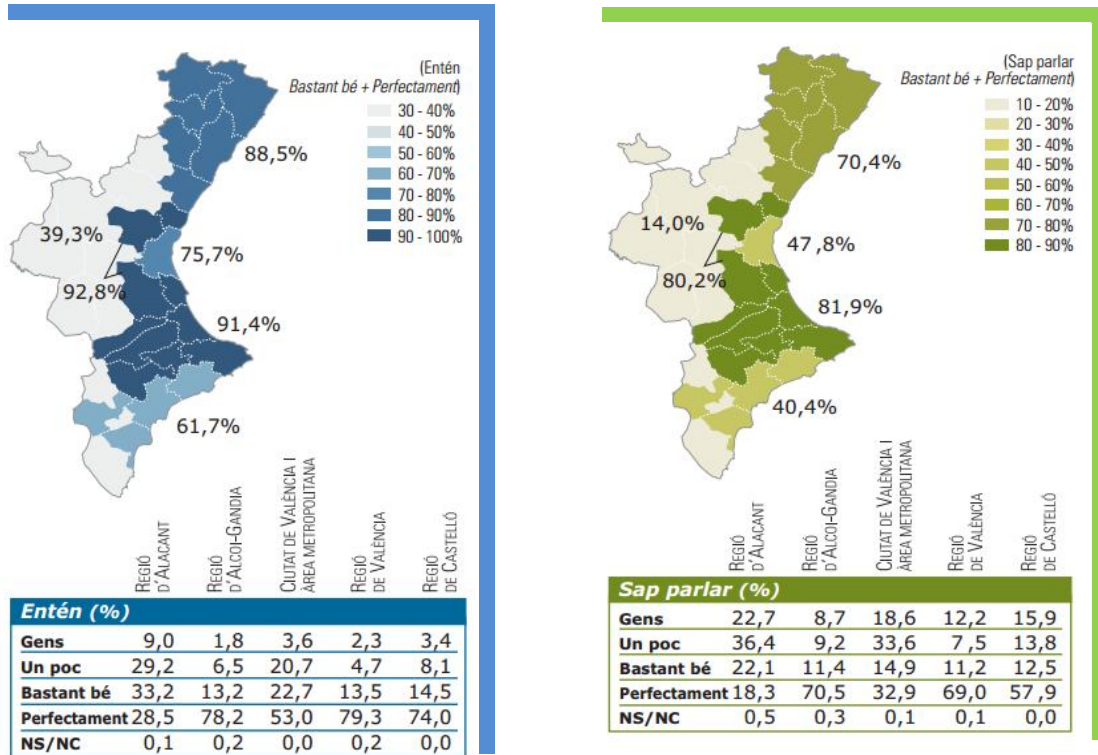 (Entén
Bastant bé + Perfectament)
30 - 40%
40 - 50%
50 - 60%
60 - 70%
70 - 80%
80 - 90%
90 - 100%
88,5%
39,3%
75,7%
92,8%
91,4%
61,7%
REGIÓ
D'ALACANT
REGIÓ
D'ALCOI-GANDIA
CIUTAT DE VALÈNCIA I
ÀREA METROPOLITANA
REGIÓ
DE VALÈNCIA
REGIÓ
DE CASTELLÓ
Entén (%)
Gens 9,0 1,8 3,6 2,3 3,4
Un poc 29,2 6,5 20,7 4,7 8,1
Bastant bé 33,2 13,2 22,7 13,5 14,5
Perfectament 28,5 78,2 53,0 79,3 74,0
NS/NC 0,1 0,2 0,0 0,2 0,0
(Sap parlar
Bastant bé + Perfectament)
10 - 20%
20 - 30%
30 - 40%
40 - 50%
50 - 60%
60 - 70%
70 - 80%
80 - 90%
70,4%
14,0%
47,8%
80,2%
81,9%
40,4%
REGIÓ
D'ALACANT
REGIÓ
D'ALCOI-GANDIA
CIUTAT DE VALÈNCIA I
ÀREA METROPOLITANA
REGIÓ
DE VALÈNCIA
REGIÓ
DE CASTELLÓ
Sap parlar (%)
Gens 22,7 8,7 18,6 12,2 15,9
Un poc 36,4 9,2 33,6 7,5 13,8
Bastant bé 22,1 11,4 14,9 11,2 12,5
Perfectament 18,3 70,5 32,9 69,0 57,9
NS/NC 0,5 0,3 0,1 0,1 0,0